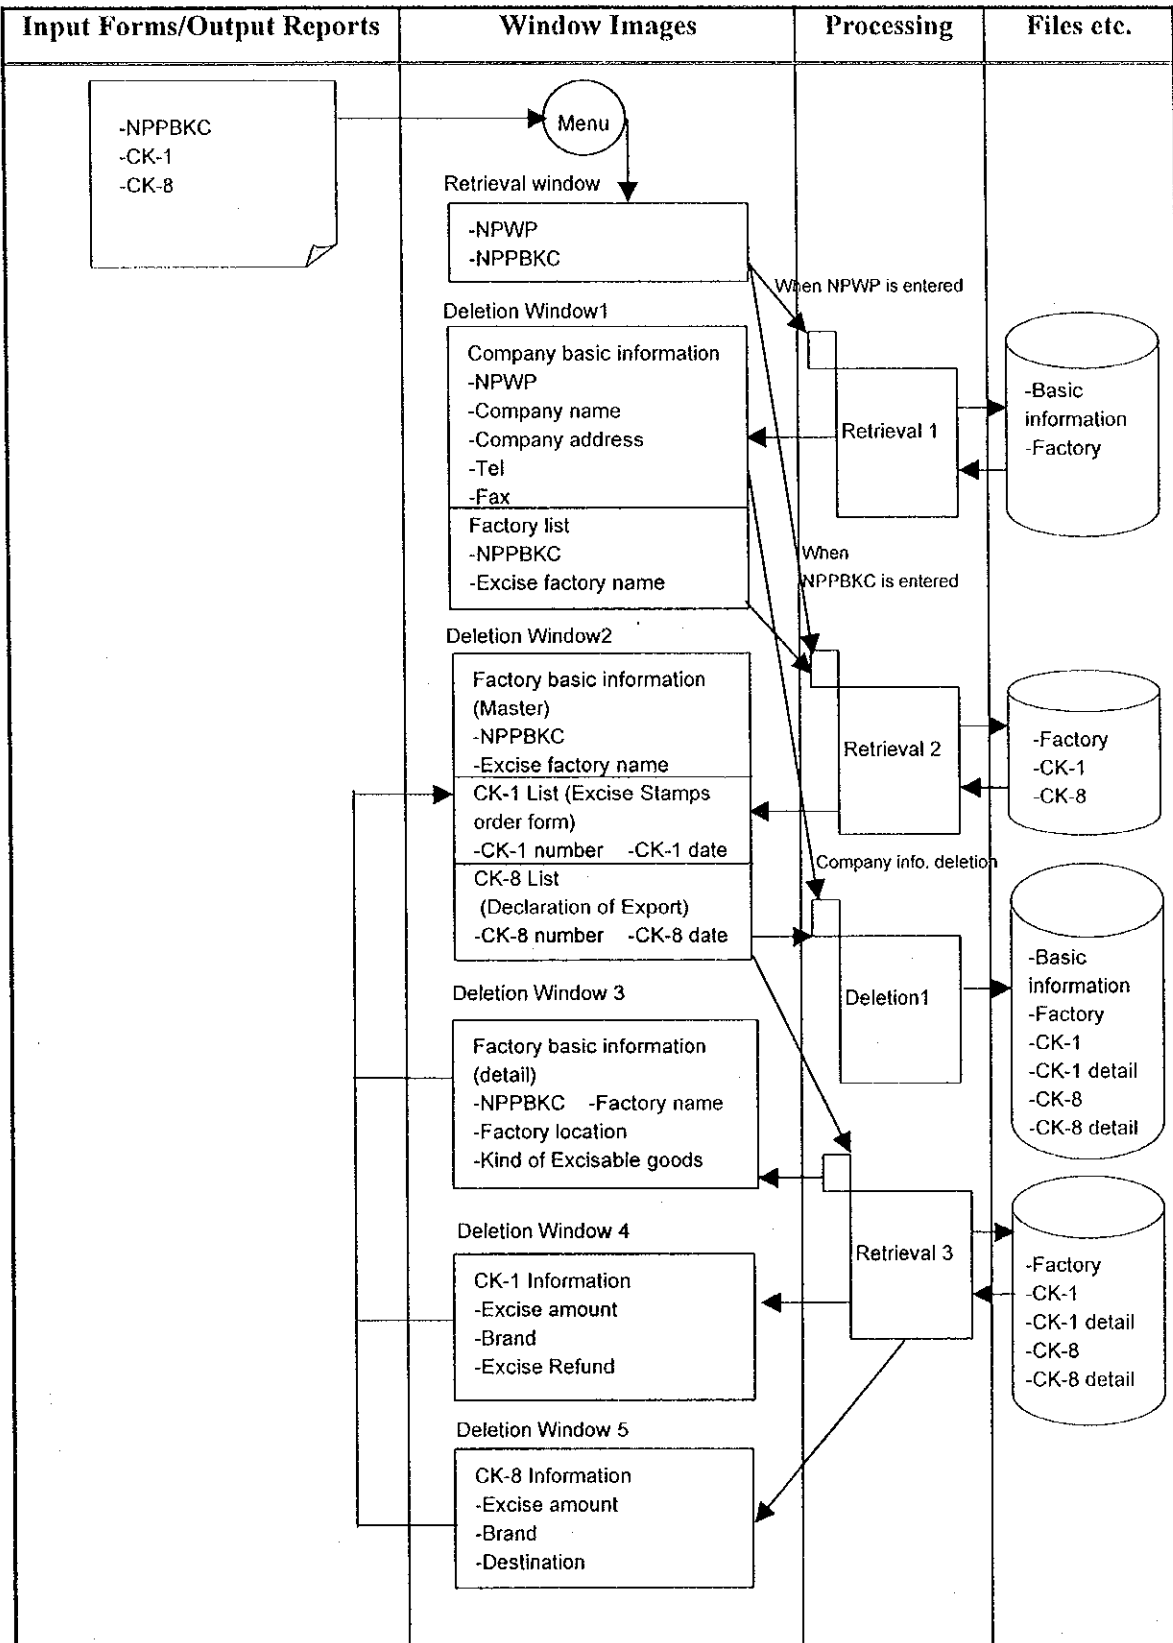 Input Forms/Output Reports
Window Images
Processing
Files etc.
-NPPBKC
-CK-1
-CK-8
Menu
Retrieval window
-NPWP
-NPPBKC
When NPWP is entered
Deletion Window1
Company basic information
-NPWP
-Company name
-Company address
-Tel
-Fax
Factory list
-NPPBKC
-Excise factory name
Retrieval 1
-Basic
information
-Factory
When
NPPBKC is entered
Deletion Window2
Factory basic information
(Master)
-NPPBKC
-Excise factory name
CK-1 List (Excise Stamps
order form)
-CK-1 number -CK-1 date
CK-8 List
(Declaration of Export)
-CK-8 number -CK-8 date
Retrieval 2
-Factory
-CK-1
-CK-8
Company info. deletion
Deletion1
-Basic
information
-Factory
-CK-1
-CK-1 detail
-CK-8
-CK-8 detail
Deletion Window 3
Factory basic information
(detail)
-NPPBKC -Factory name
-Factory location
-Kind of Excisable goods
Retrieval 3
-Factory
-CK-1
-CK-1 detail
-CK-8
-CK-8 detail
Deletion Window 4
CK-1 Information
-Excise amount
-Brand
-Excise Refund
Deletion Window 5
CK-8 Information
-Excise amount
-Brand
-Destination